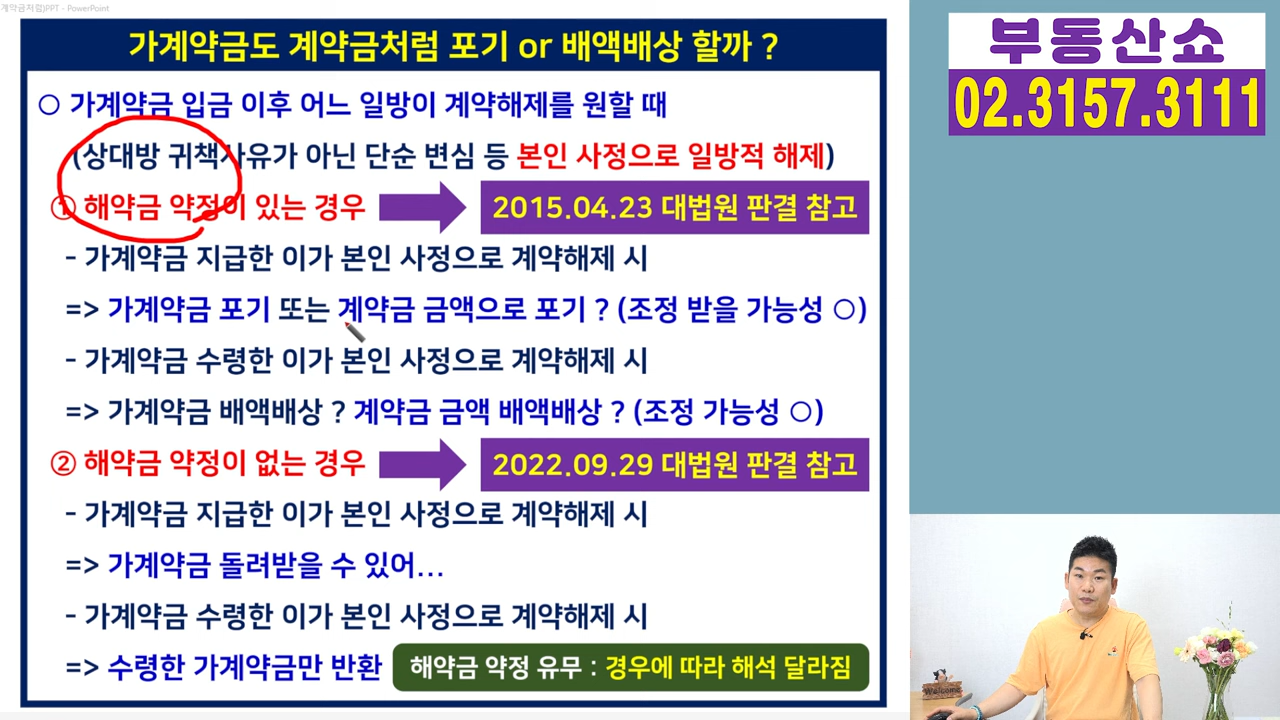 계약금처럼)PPT - PowerPoint
가계약금도 계약금처럼 포기 or 배액배상 할까 ?
○ 가계약금 입금 이후 어느 일방이 계약해제를 원할 때
(상대방 귀책사유가 아닌 단순 변심 등 본인 사정으로 일방적 해제)
① 해약금 약정이 있는 경우 2015.04.23 대법원 판결 참고
- 가계약금 지급한 이가 본인 사정으로 계약해제 시
=> 가계약금 포기 또는 계약금 금액으로 포기 ? (조정 받을 가능성 ○)
- 가계약금 수령한 이가 본인 사정으로 계약해제 시
=> 가계약금 배액배상 ? 계약금 금액 배액배상 ? (조정 가능성 ○)
② 해약금 약정이 없는 경우 2022.09.29 대법원 판결 참고
- 가계약금 지급한 이가 본인 사정으로 계약해제 시
=> 가계약금 돌려받을 수 있어...
- 가계약금 수령한 이가 본인 사정으로 계약해제 시
=> 수령한 가계약금만 반환 해약금 약정 유무 : 경우에 따라 해석 달라짐
부동산쇼
02.3157.3111
Welcome